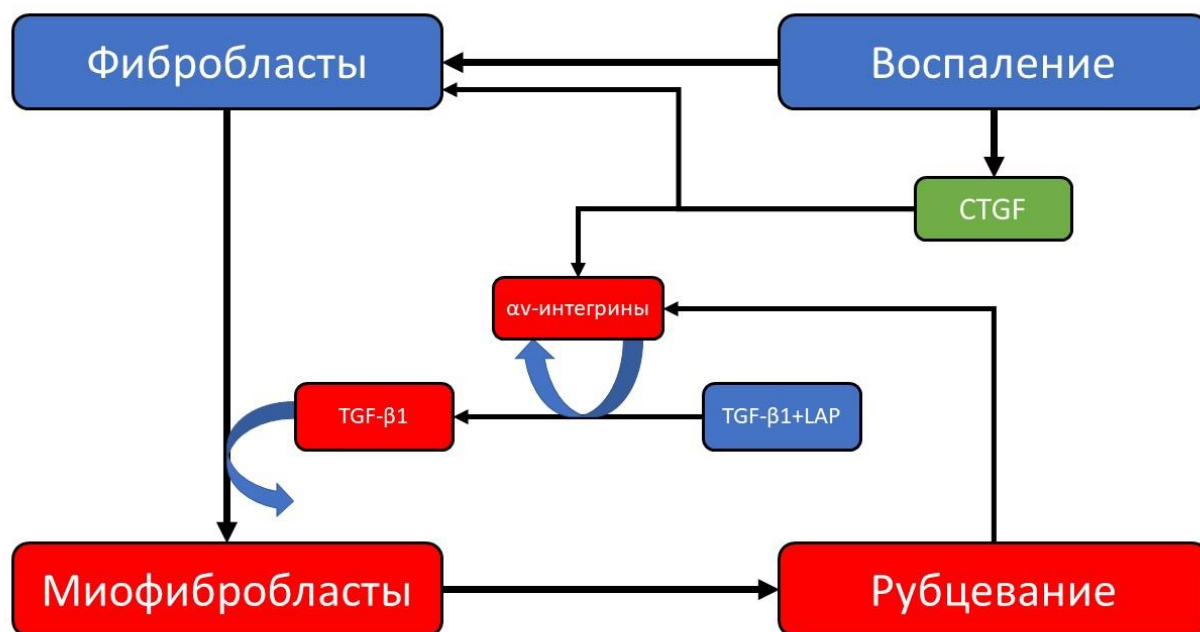 Фибробласты
Воспаление
CTGF
αv-интегрины
TGF-β1
TGF-β1+LAP
Миофибробласты
Рубцевание